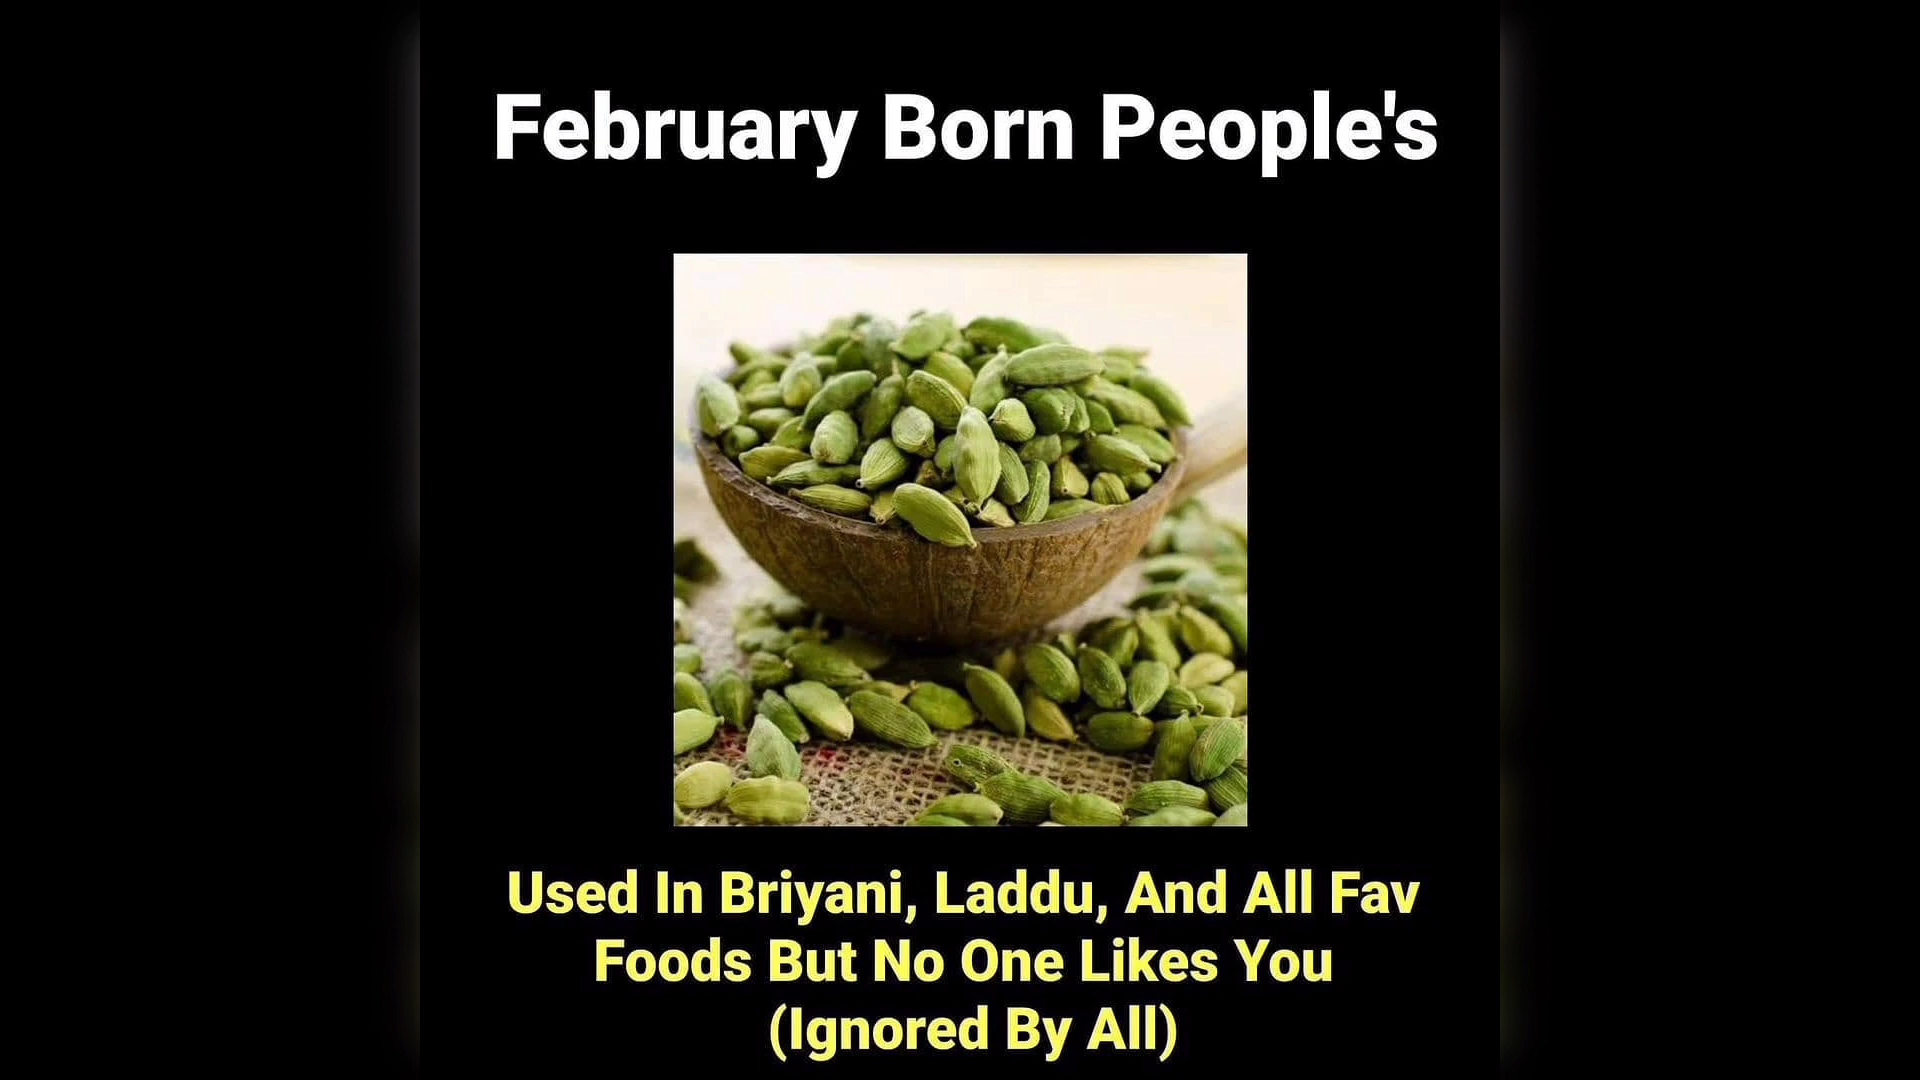 February Born People's
Used In Briyani, Laddu, And All Fav
Foods But No One Likes You
(Ignored By All)